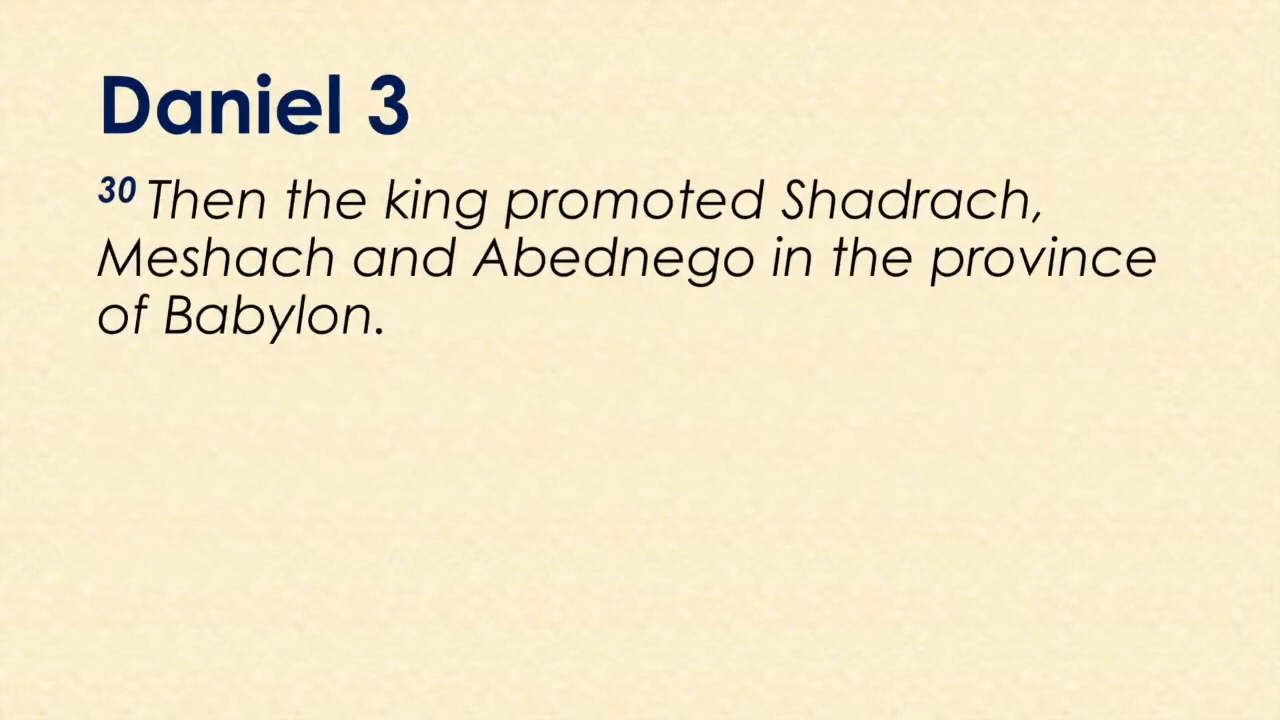 Daniel 3
30 Then the king promoted Shadrach,
Meshach and Abednego in the province
of Babylon.